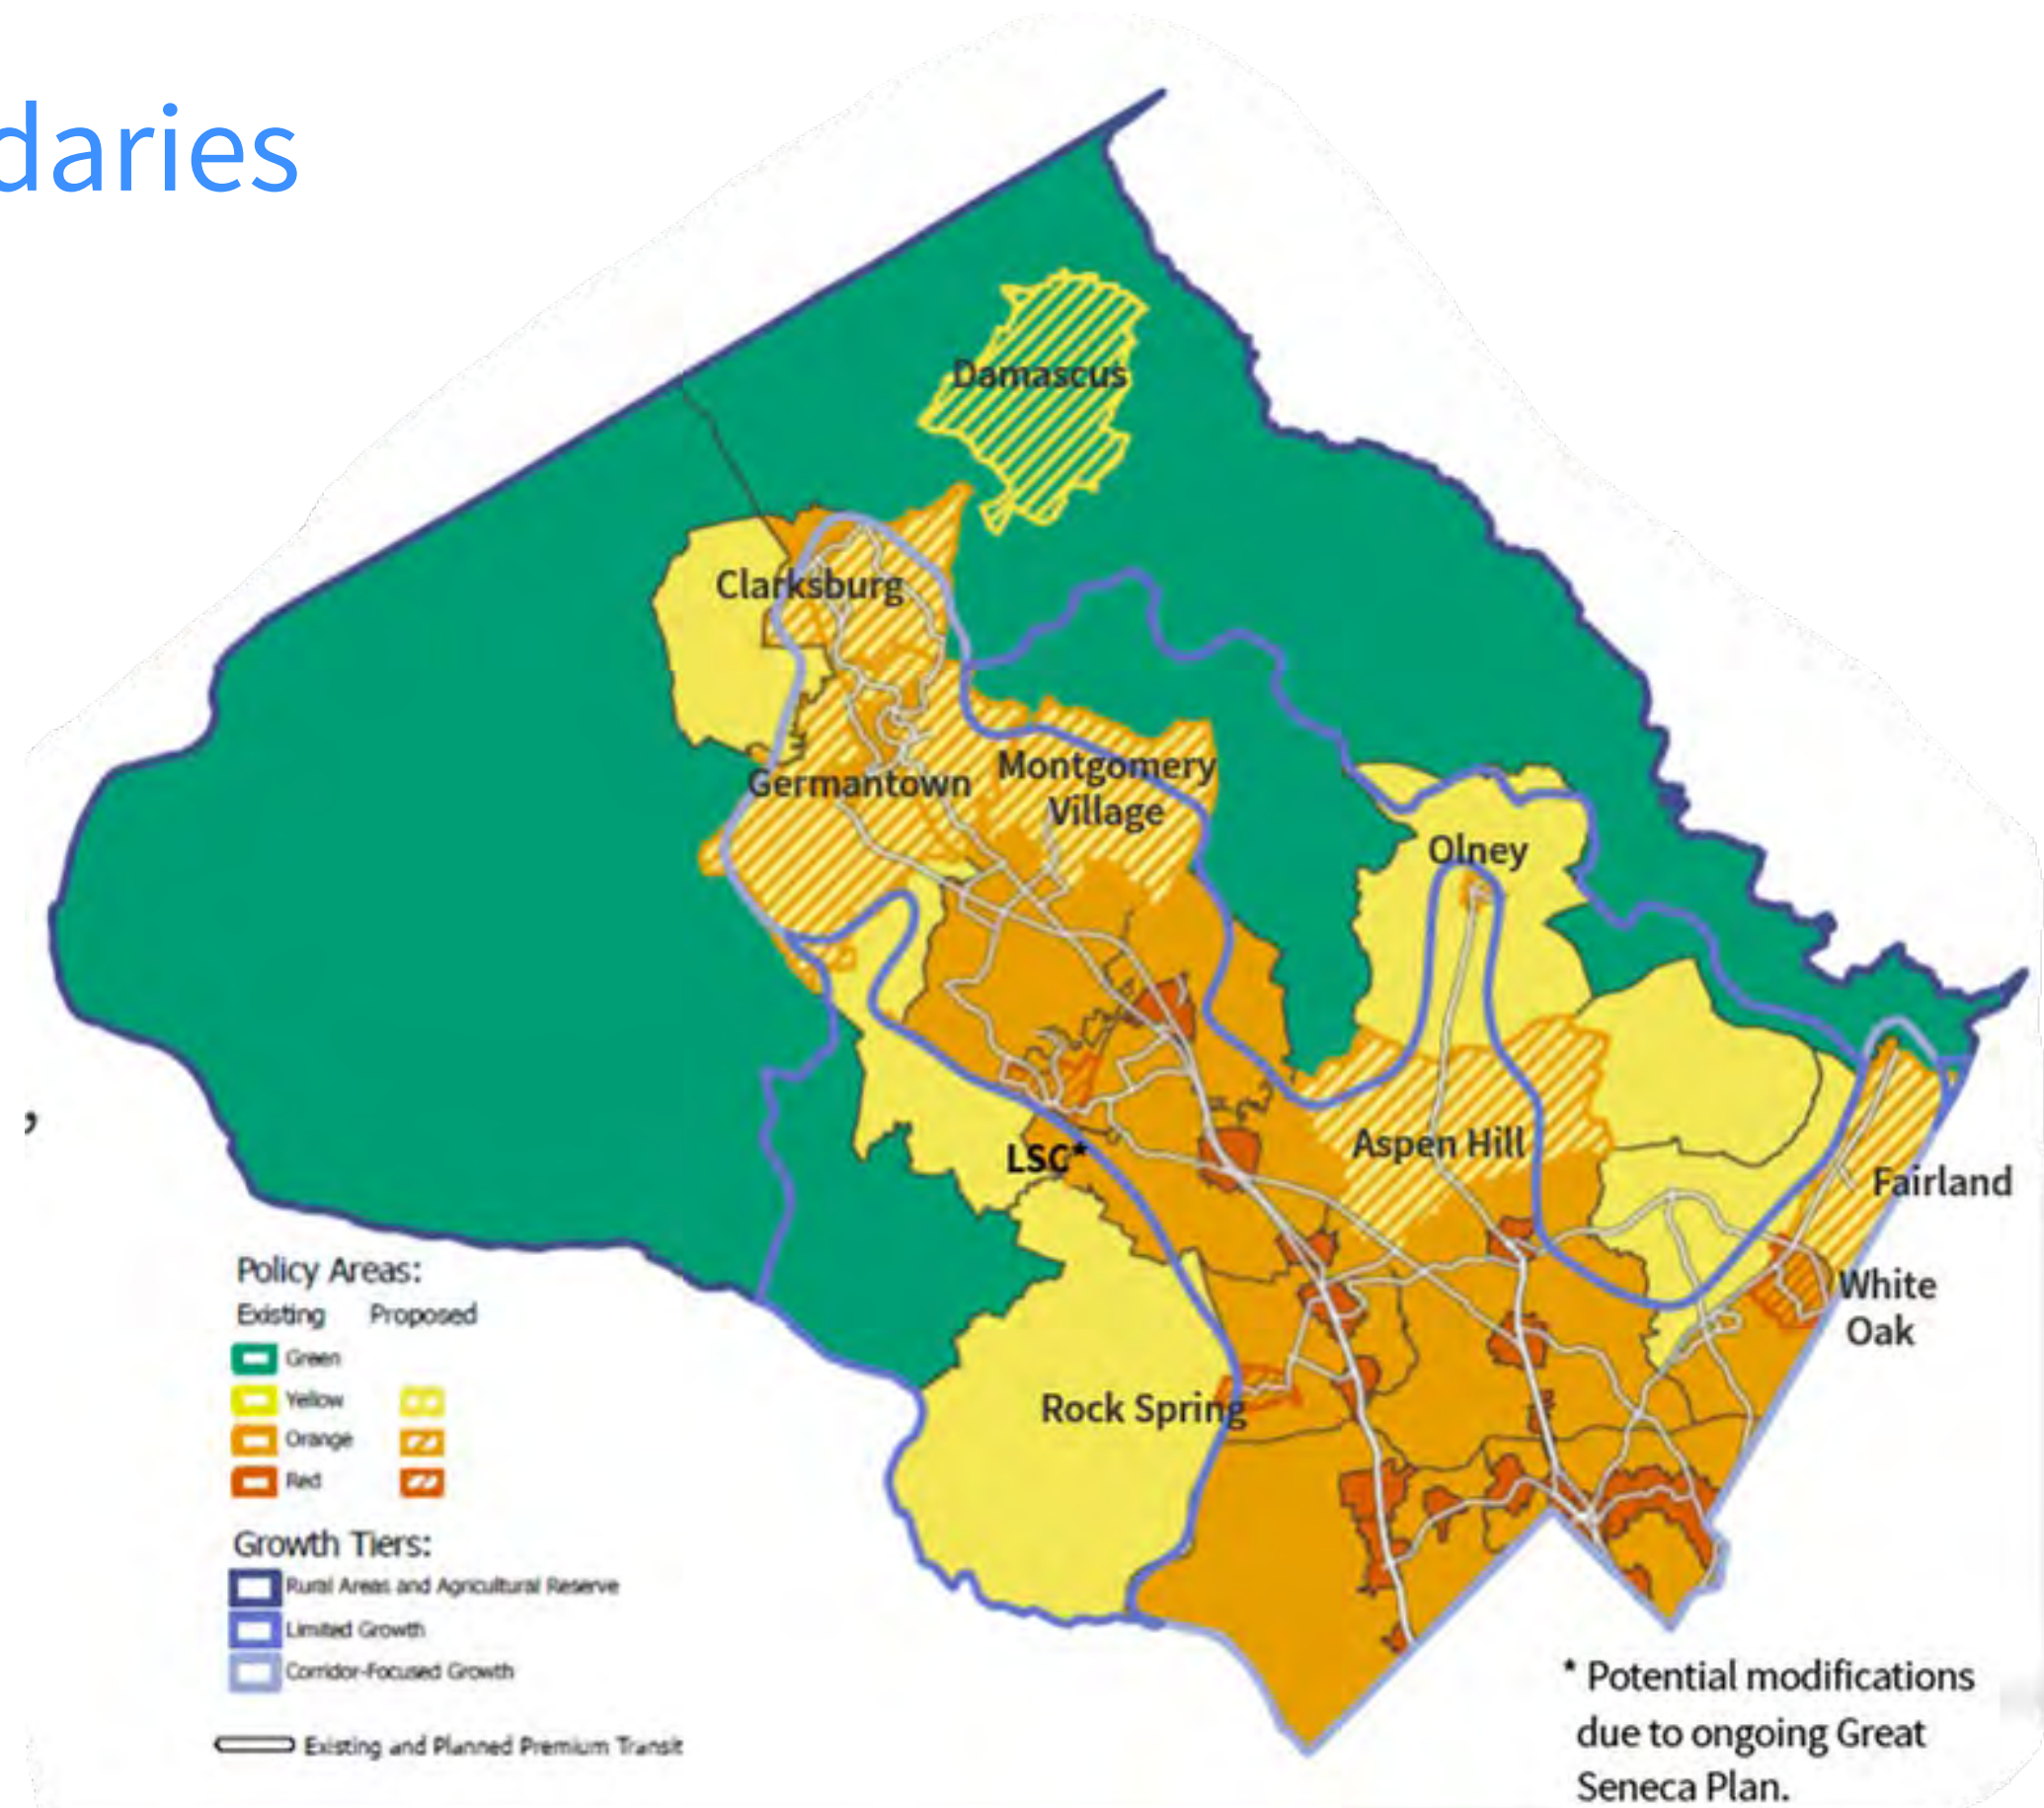 daries
Damascus
Clarksburg
Germantown
Montgomery
Village
Olney
,
LSC*
Aspen Hill
Fairland
White
Oak
Rock Spring
Policy Areas:
Existing Proposed
Green
Yellow
Orange
Red
Growth Tiers:
Rural Areas and Agricultural Reserve
Limited Growth
Corridor-Focused Growth
Existing and Planned Premium Transit
* Potential modifications
due to ongoing Great
Seneca Plan.